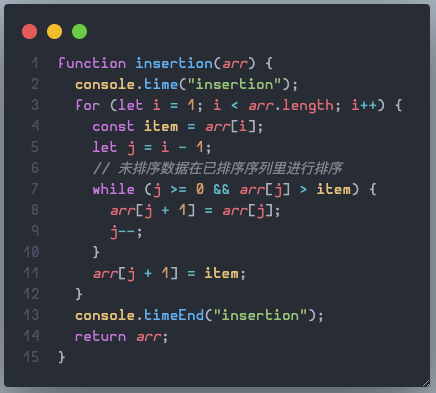 1 function insertion(arr) {
2   console.time("insertion");
3   for (let i = 1; i < arr.length; i++) {
4     const item = arr[i];
5     let j = i - 1;
6     // 未排序数据在已排序序列里进行排序
7     while (j >= 0 && arr[j] > item) {
8       arr[j + 1] = arr[j];
9       j--;
10     }
11     arr[j + 1] = item;
12   }
13   console.timeEnd("insertion");
14   return arr;
15 }